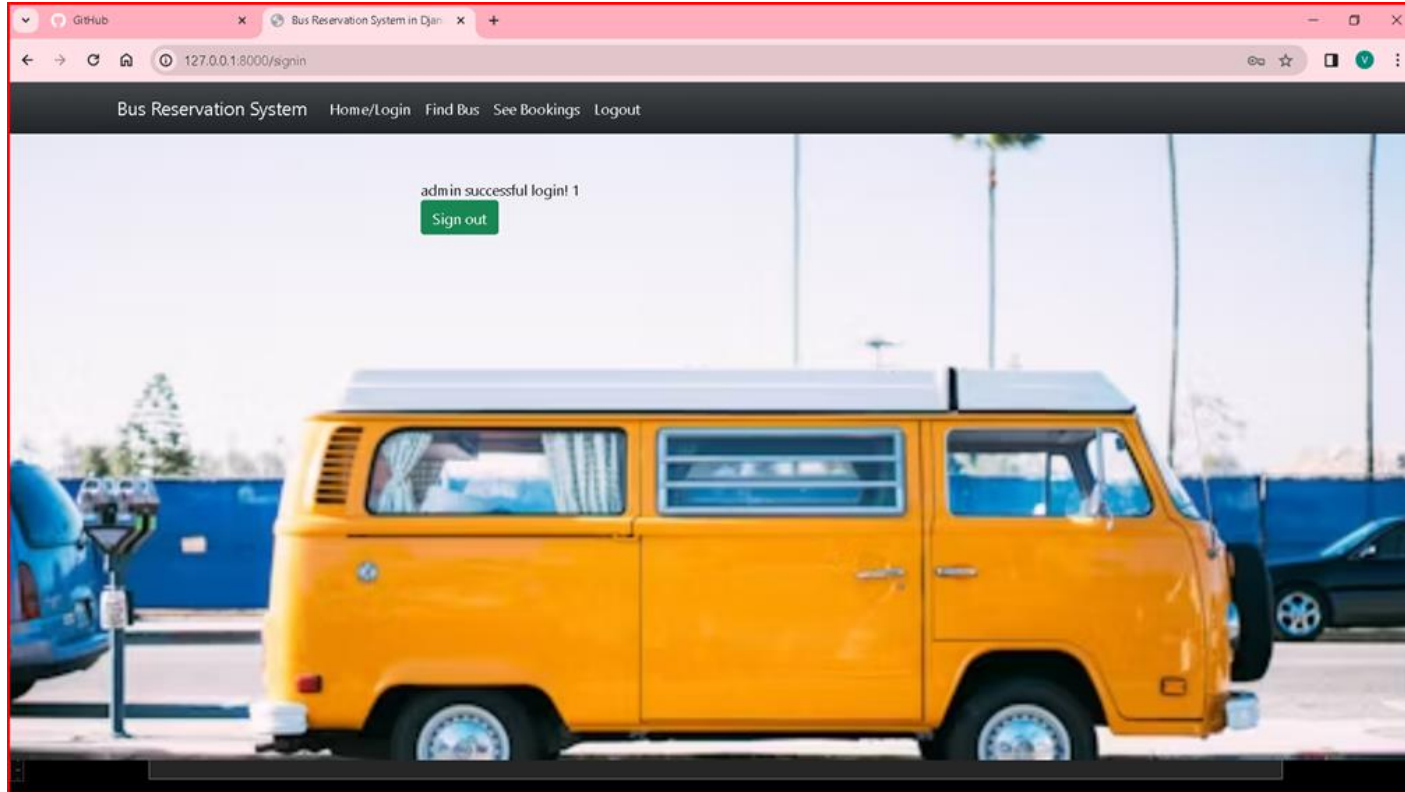 GitHub
Bus Reservation System in Djan
127.0.0.1:8000/signin
V
Bus Reservation System Home/Login Find Bus See Bookings Logout
admin successful login! 1
Sign out